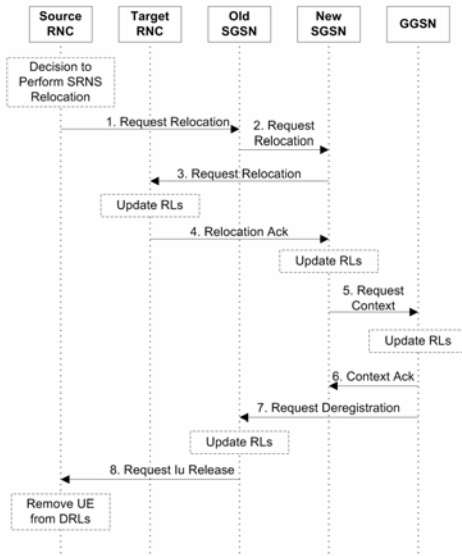 Source
RNC
Target
RNC
Old
SGSN
New
SGSN
GGSN
Decision to
Perform SRNS
Relocation
1. Request Relocation
2. Request
Relocation
3. Request Relocation
Update RLs
4. Relocation Ack
Update RLs
5. Request
Context
Update RLs
6. Context Ack
7. Request Deregistration
Update RLs
8. Request Iu Release
Remove UE
from DRLs